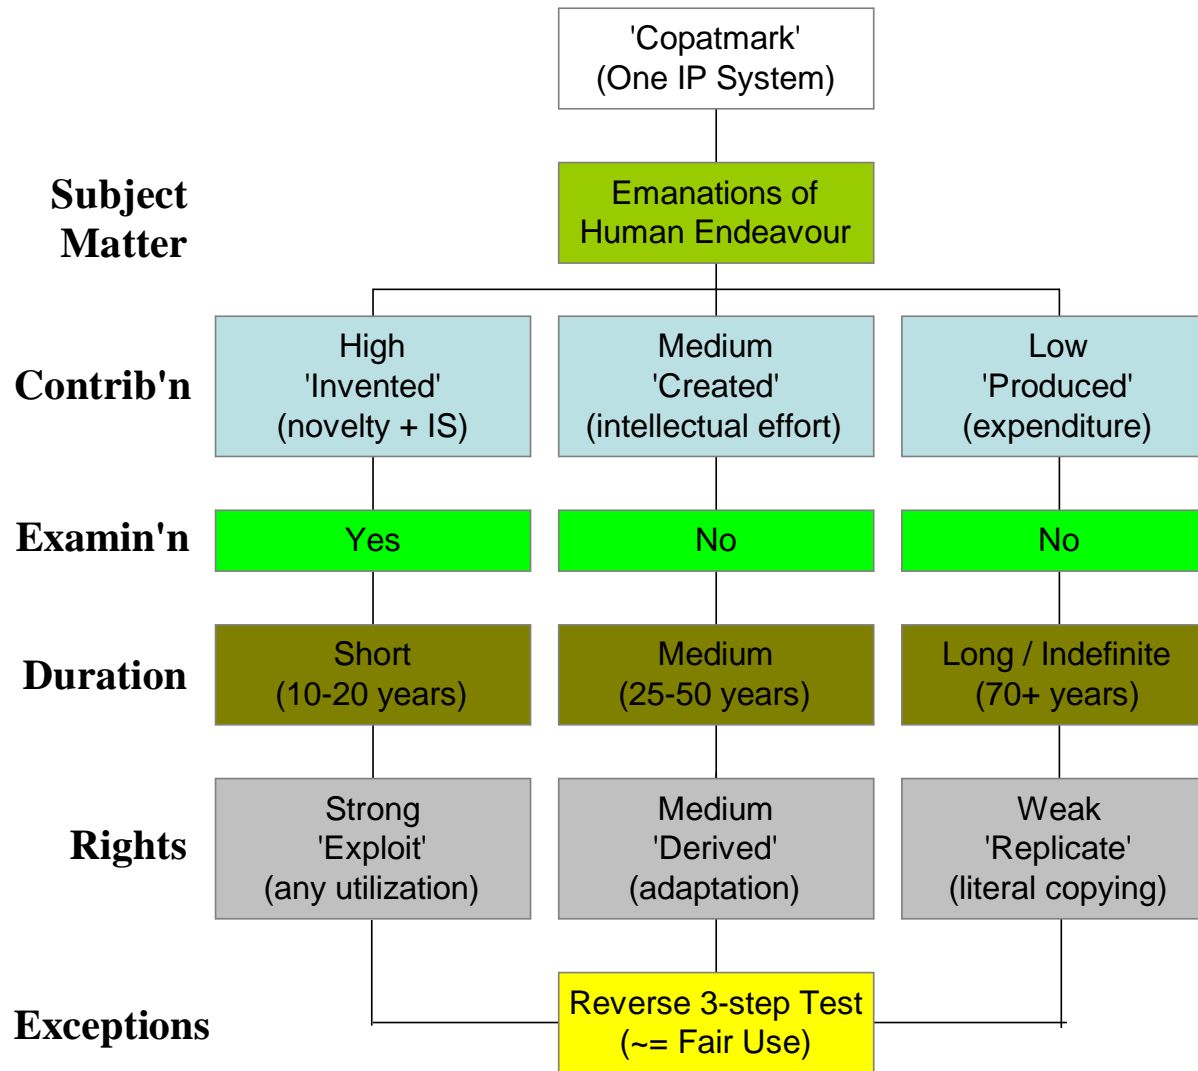 'Copatmark'
(One IP System)
Subject
Matter
Emanations of
Human Endeavour
Contrib'n
High
'Invented'
(novelty + IS)
Medium
'Created'
(intellectual effort)
Low
'Produced'
(expenditure)
Examin'n
Yes
No
No
Duration
Short
(10-20 years)
Medium
(25-50 years)
Long / Indefinite
(70+ years)
Rights
Strong
'Exploit'
(any utilization)
Medium
'Derived'
(adaptation)
Weak
'Replicate'
(literal copying)
Exceptions
Reverse 3-step Test
(~= Fair Use)